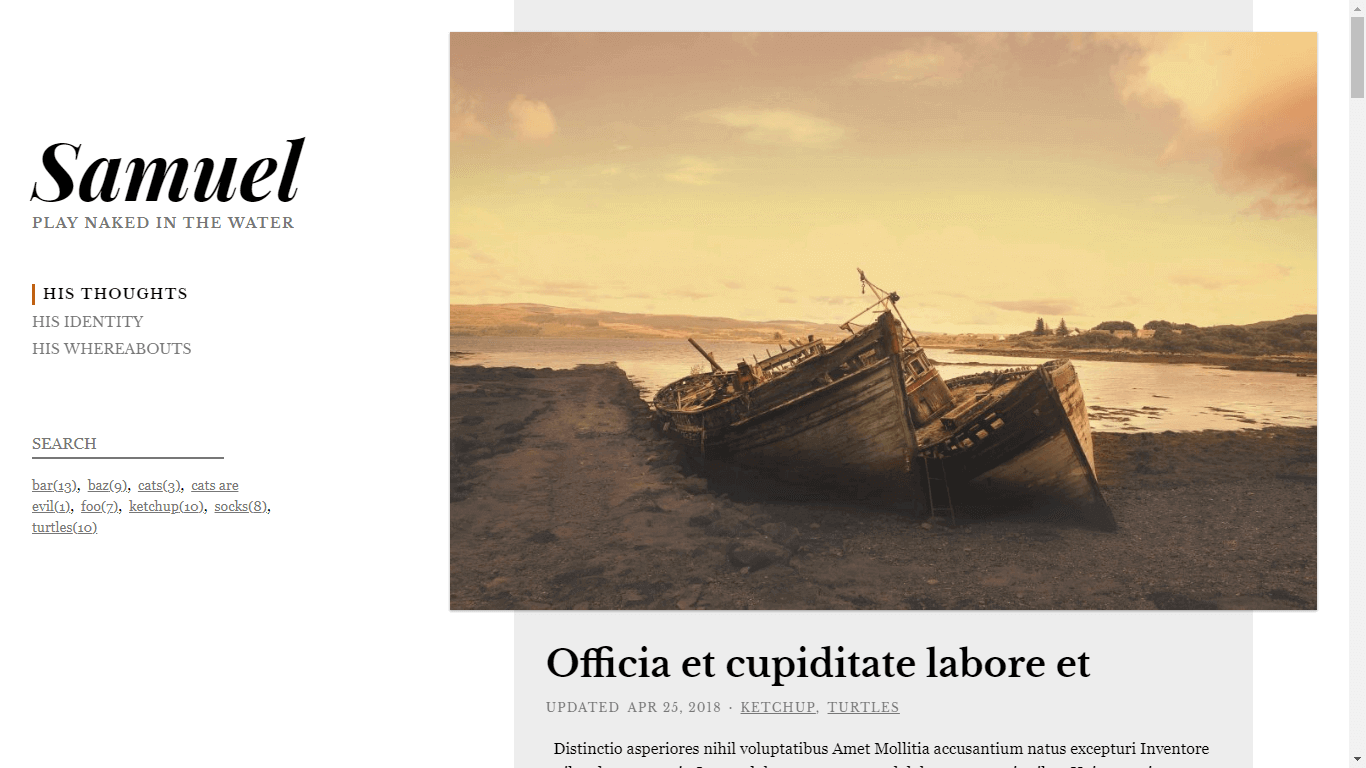 Samuel
PLAY NAKED IN THE WATER
HIS THOUGHTS
HIS IDENTITY
HIS WHEREABOUTS
SEARCH
bar(13), baz(9), cats(3), cats are
evil(1), foo(7), ketchup(10), socks(8),
turtles(10)
Officia et cupiditate labore et
UPDATED APR 25, 2018 · KETCHUP, TURTLES
Distinctio asperiores nihil voluptatibus Amet Mollitia accusantium natus excepturi Inventore